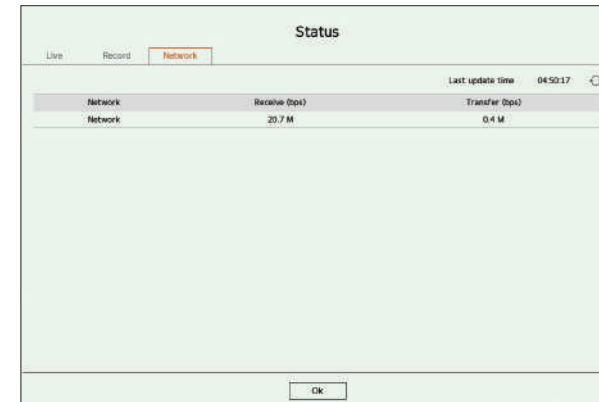 Status
Live Record Network
Last update time 04:50:17
Network Receive (bps) Transfer (bps)
Network 20.7 M 0.4 M
Ok